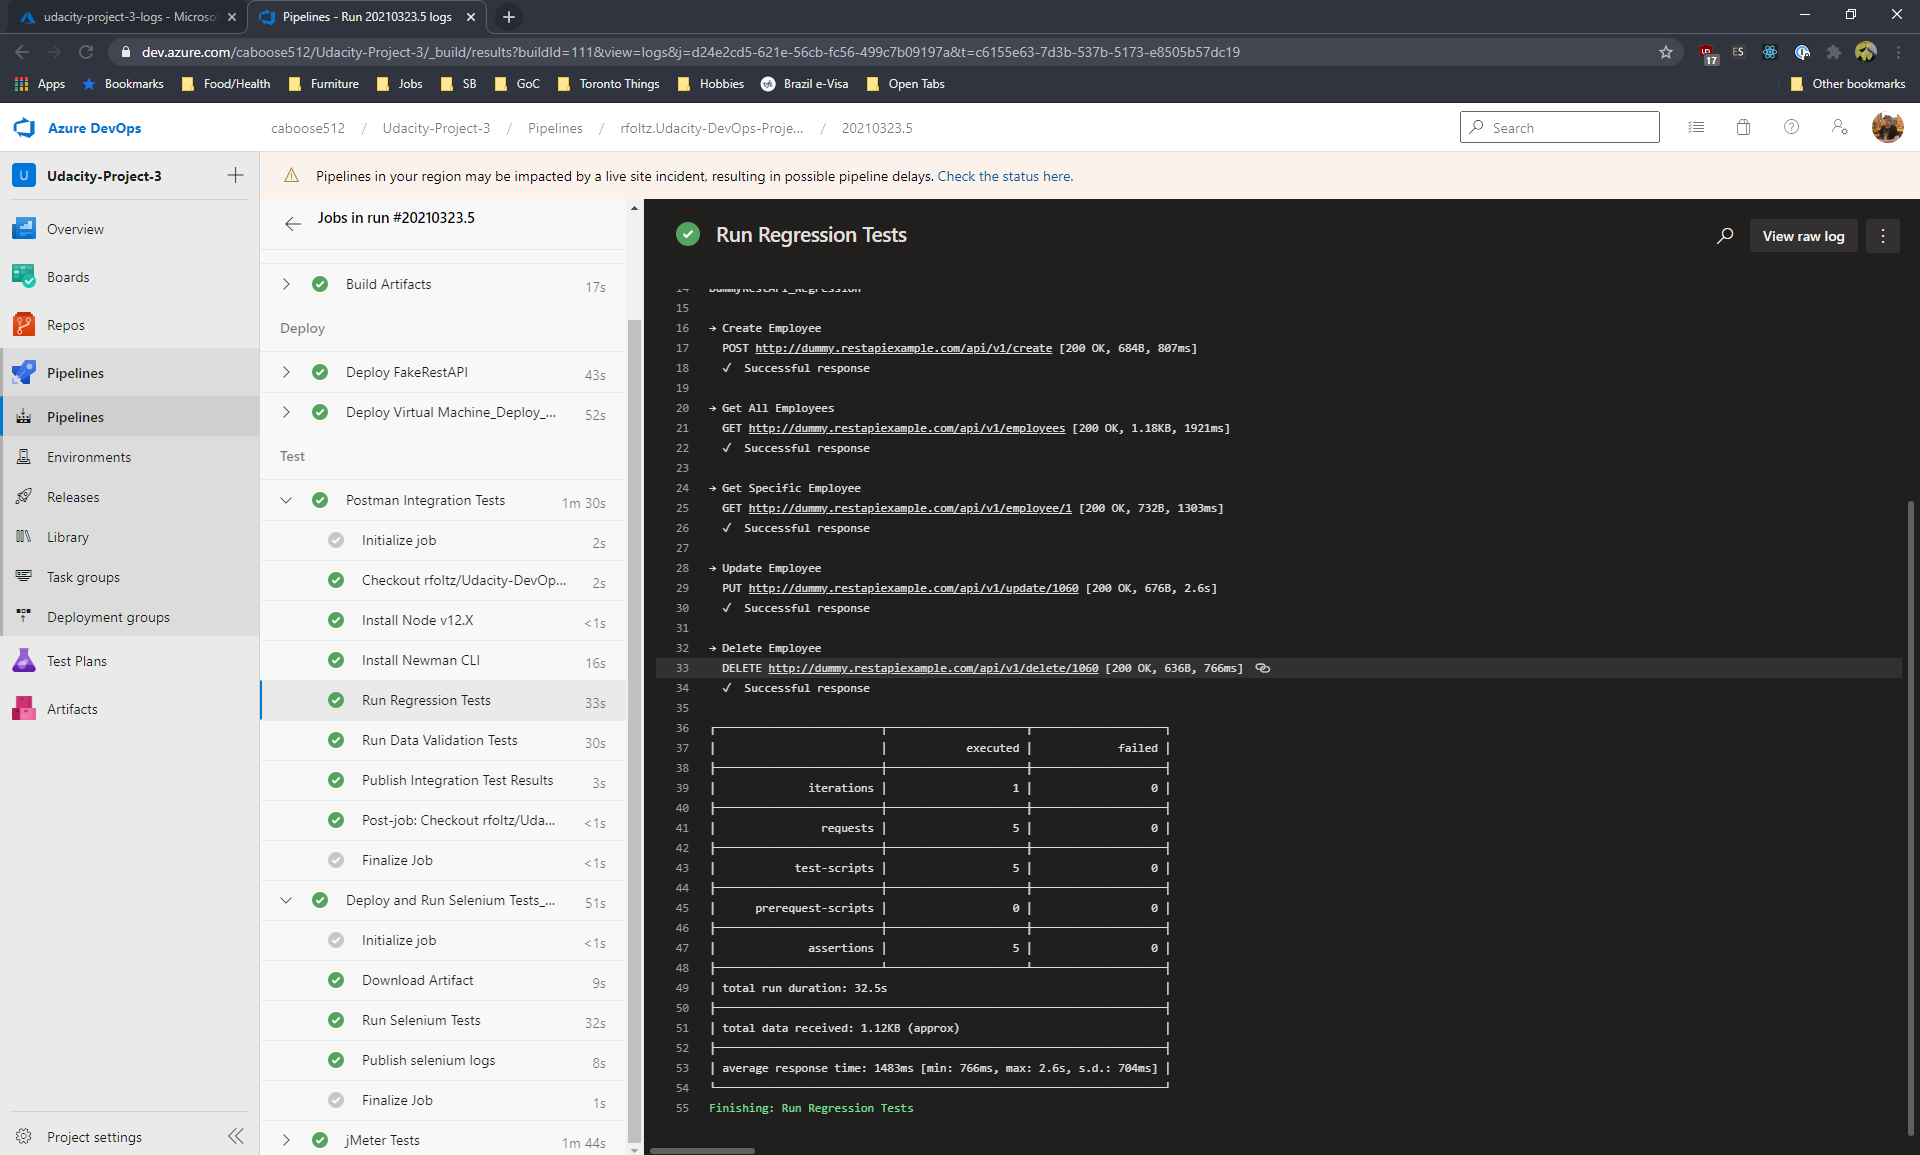 udacity-project-3-logs - Microso
Pipelines - Run 20210323.5 logs
dev.azure.com/caboose512/Udacity-Project-3/_build/results?buildId=111&view=logs&j=d24e2cd5-621e-56cb-fc56-499c7b09197a&t=c6155e63-7d3b-537b-5173-e8505b57dc19
17
ES
Apps
Bookmarks
Food/Health
Furniture
Jobs
SB
GoC
Toronto Things
Hobbies
Brazil e-Visa
Open Tabs
Other bookmarks
Azure DevOps
caboose512 / Udacity-Project-3 / Pipelines / rfoltz.Udacity-DevOps-Proje... / 20210323.5
Search
U Udacity-Project-3
Overview
Boards
Repos
Pipelines
Pipelines
Environments
Releases
Library
Task groups
Deployment groups
Test Plans
Artifacts
Project settings
Pipelines in your region may be impacted by a live site incident, resulting in possible pipeline delays. Check the status here.
Jobs in run #20210323.5
Build Artifacts 17s
Deploy
Deploy FakeRestAPI 43s
Deploy Virtual Machine_Deploy_... 52s
Test
Postman Integration Tests 1m 30s
Initialize job 2s
Checkout rfoltz/Udacity-DevOp... 2s
Install Node v12.X <1s
Install Newman CLI 16s
Run Regression Tests 33s
Run Data Validation Tests 30s
Publish Integration Test Results 3s
Post-job: Checkout rfoltz/Uda... <1s
Finalize Job <1s
Deploy and Run Selenium Tests_... 51s
Initialize job <1s
Download Artifact 9s
Run Selenium Tests 32s
Publish selenium logs 8s
Finalize Job 1s
jMeter Tests 1m 44s
Run Regression Tests
View raw log
14 DummyRestApi_Regression
15
16 → Create Employee
17 POST http://dummy.restapiexample.com/api/v1/create [200 OK, 684B, 807ms]
18 √ Successful response
19
20 → Get All Employees
21 GET http://dummy.restapiexample.com/api/v1/employees [200 OK, 1.18KB, 1921ms]
22 √ Successful response
23
24 → Get Specific Employee
25 GET http://dummy.restapiexample.com/api/v1/employee/1 [200 OK, 732B, 1303ms]
26 √ Successful response
27
28 → Update Employee
29 PUT http://dummy.restapiexample.com/api/v1/update/1060 [200 OK, 676B, 2.6s]
30 √ Successful response
31
32 → Delete Employee
33 DELETE http://dummy.restapiexample.com/api/v1/delete/1060 [200 OK, 636B, 766ms]
34 √ Successful response
35
36
37 executed failed
38
39 iterations 1 0
40
41 requests 5 0
42
43 test-scripts 5 0
44
45 prerequest-scripts 0 0
46
47 assertions 5 0
48
49 total run duration: 32.5s
50
51 total data received: 1.12KB (approx)
52
53 average response time: 1483ms [min: 766ms, max: 2.6s, s.d.: 704ms]
54
55 Finishing: Run Regression Tests